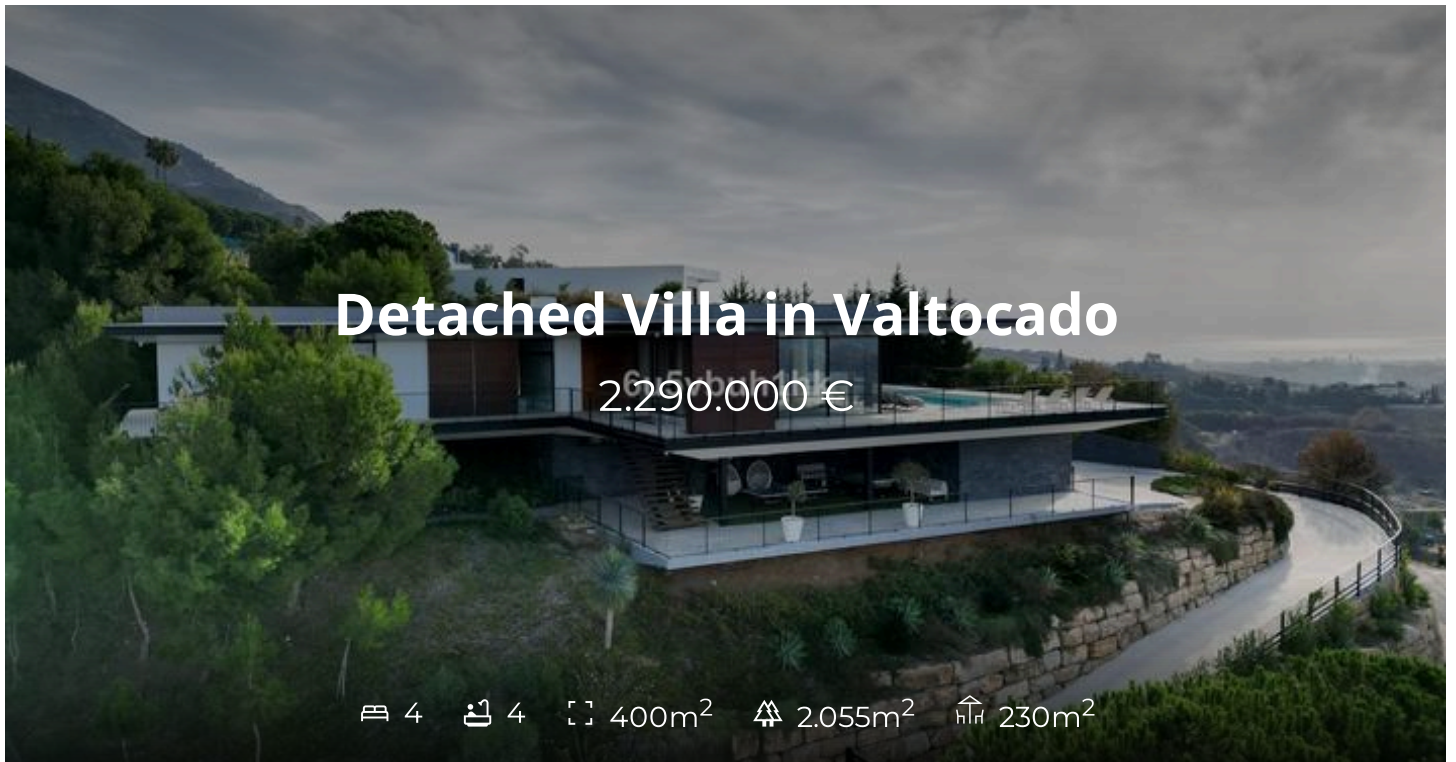 Detached Villa in Valtocado
2.290.000 €
4 4 400m² 2.055m² 230m²